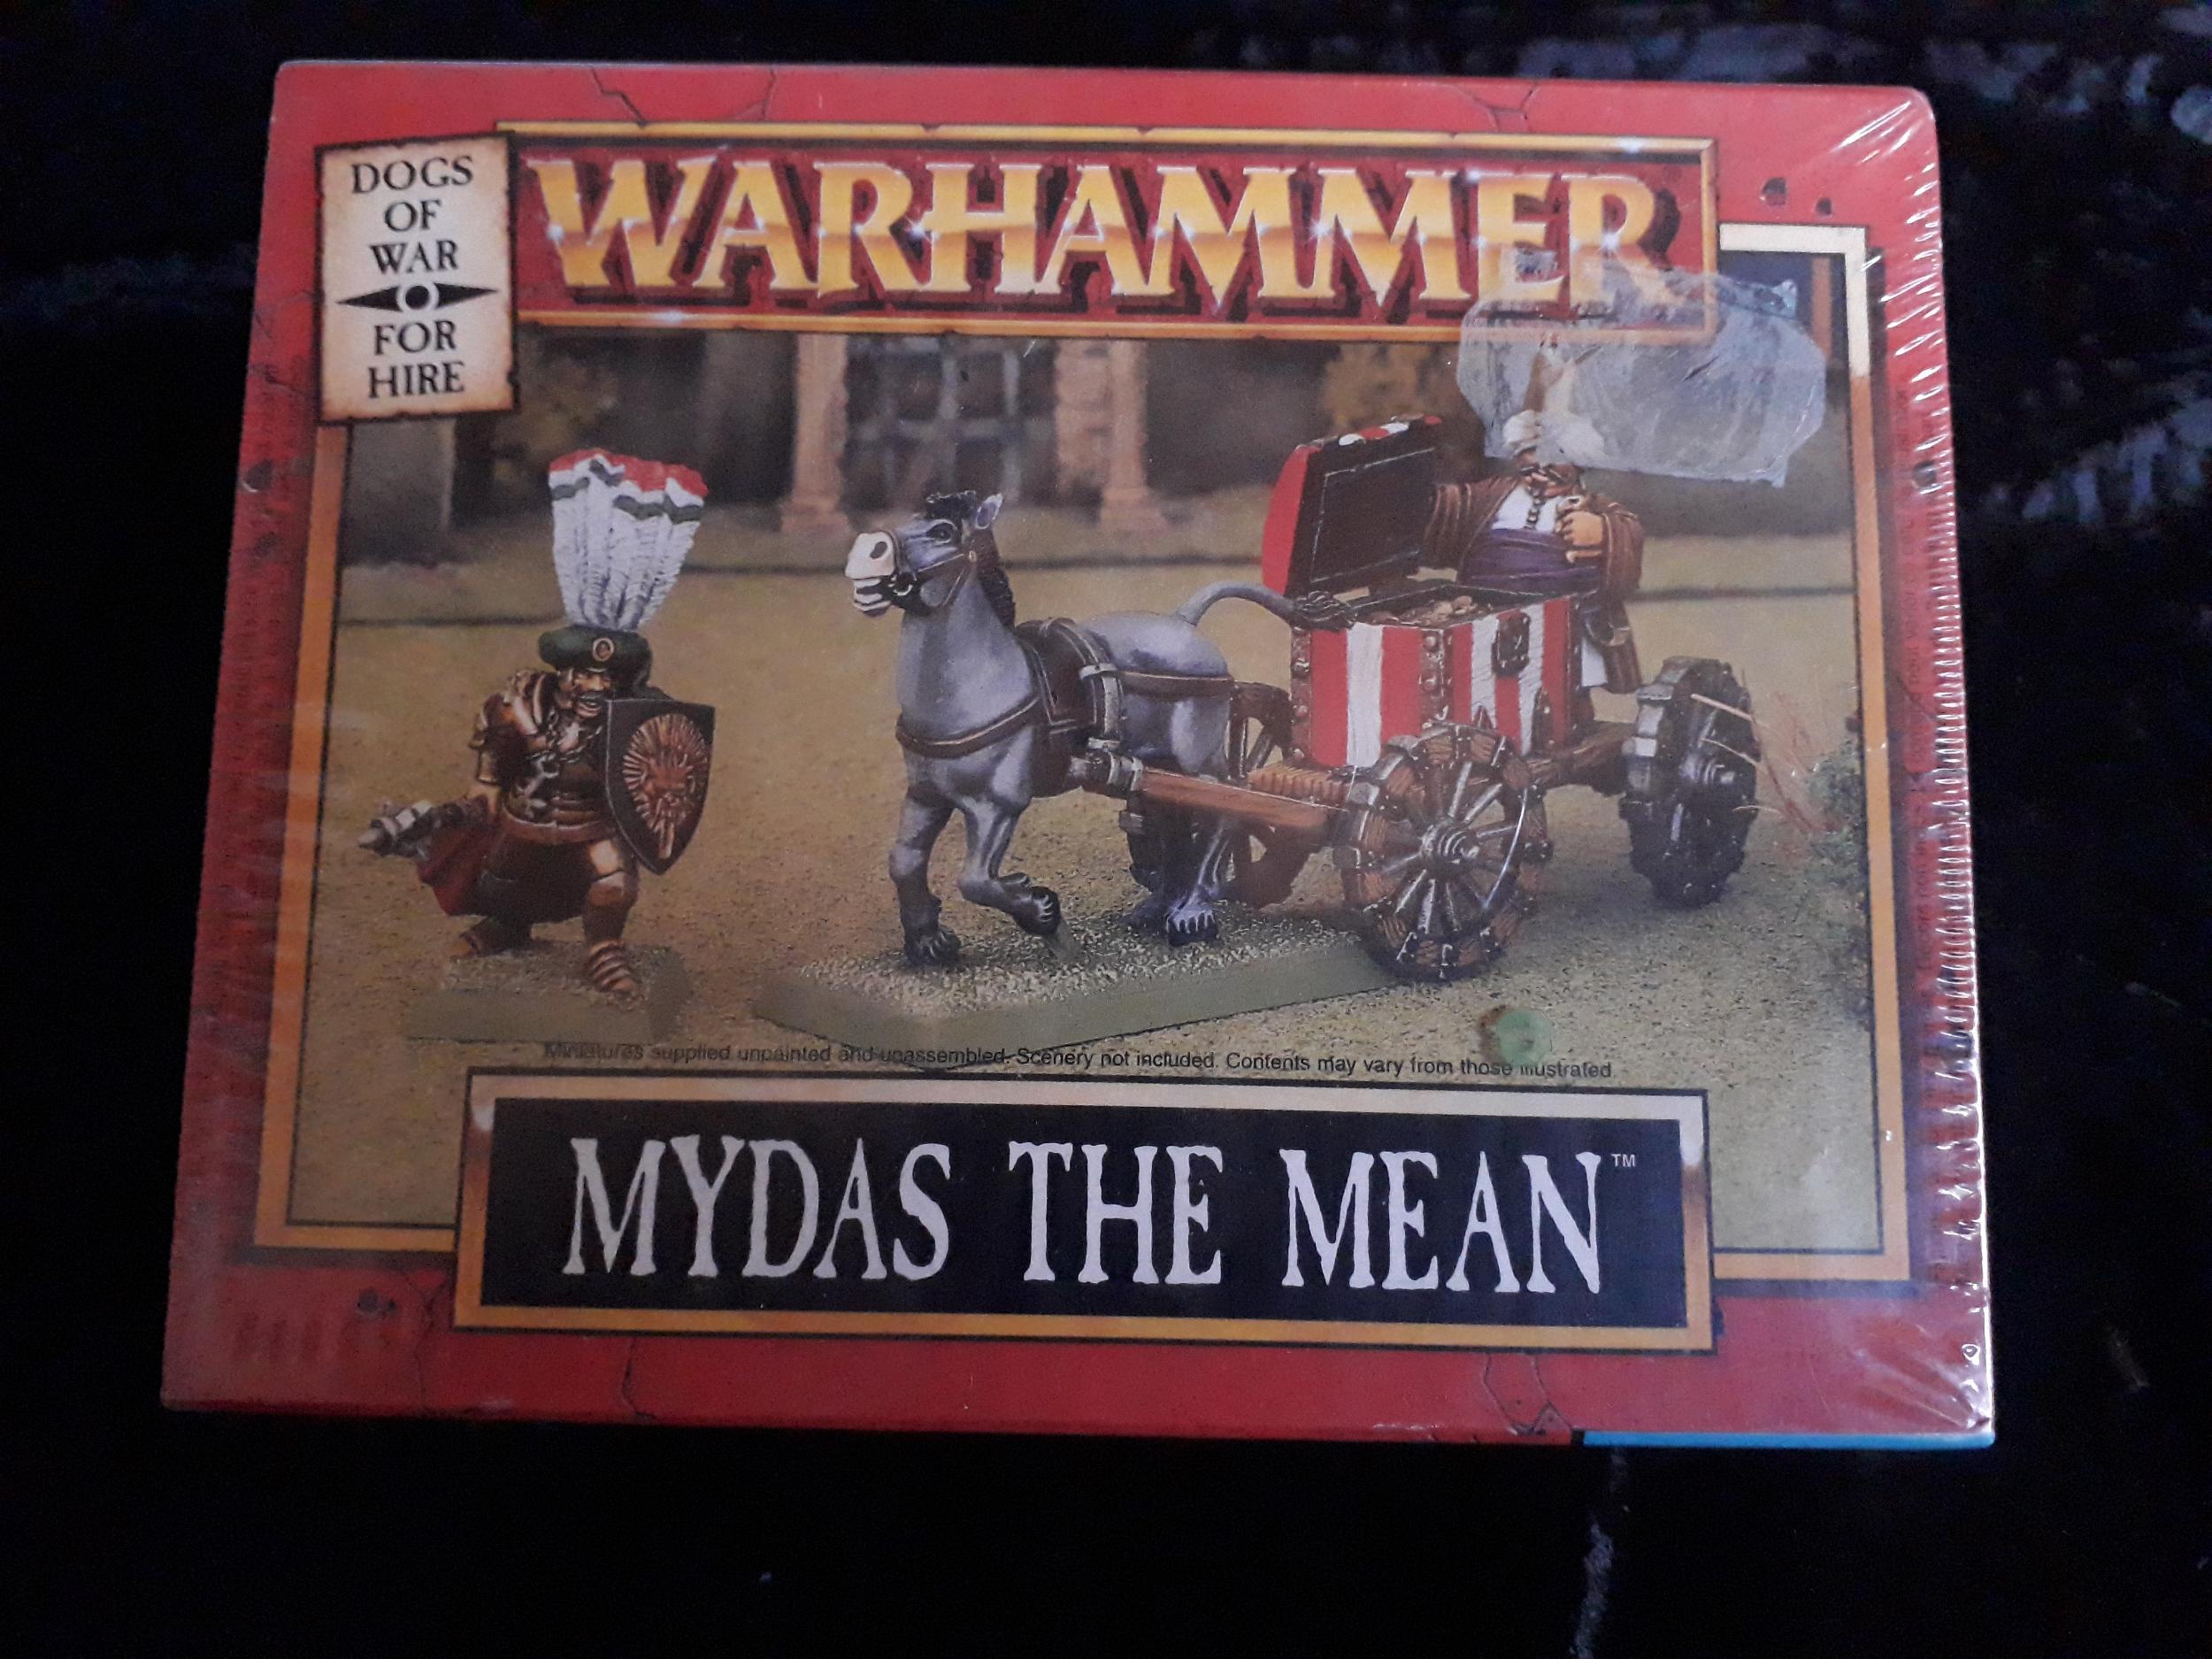 DOGS
OF
WAR
FOR
HIRE
WARHAMMER
Miniatures supplied unpainted and unassembled. Scenery not included. Contents may vary from those illustrated.
MYDAS THE MEAN™